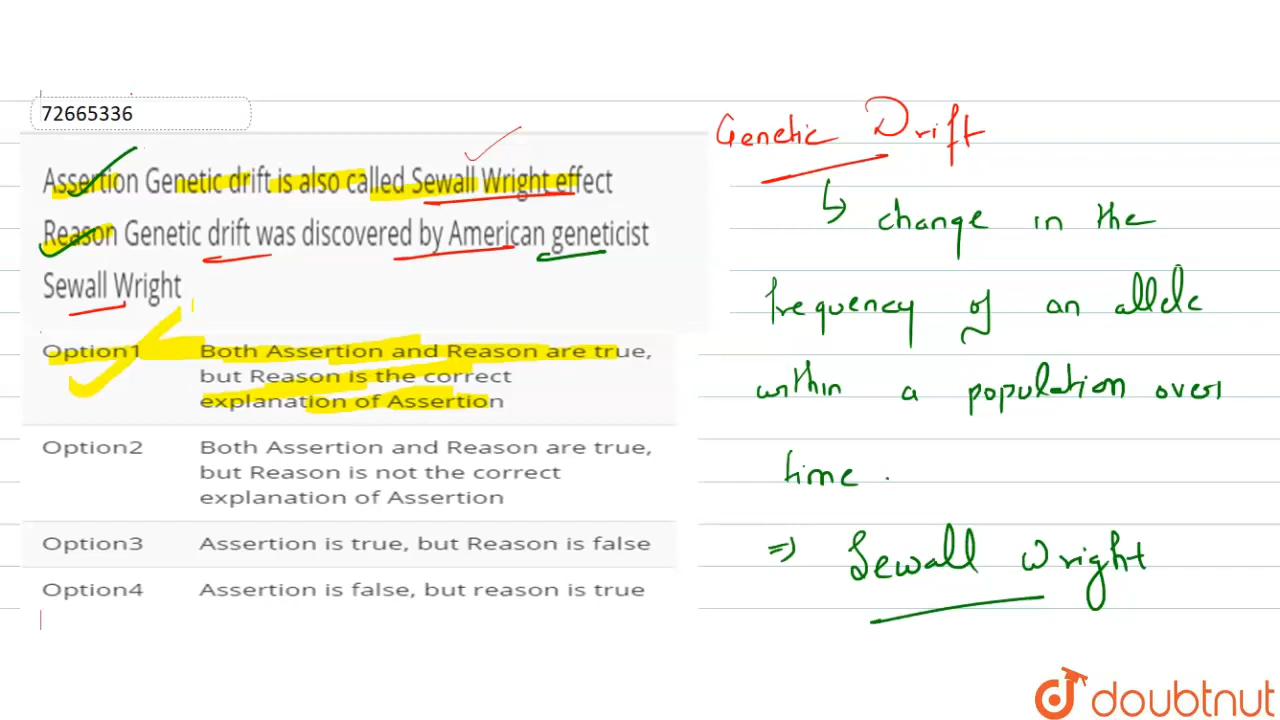 72665336
Assertion Genetic drift is also called Sewall Wright effect
Reason Genetic drift was discovered by American geneticist
Sewall Wright
Option1 Both Assertion and Reason are true,
but Reason is the correct
explanation of Assertion
Option2 Both Assertion and Reason are true,
but Reason is not the correct
explanation of Assertion
Option3 Assertion is true, but Reason is false
Option4 Assertion is false, but reason is true
Genetic Drift
↳ change in the
frequency of an allele
within a population over
time .
⇒ Sewall Wright
doubtnut